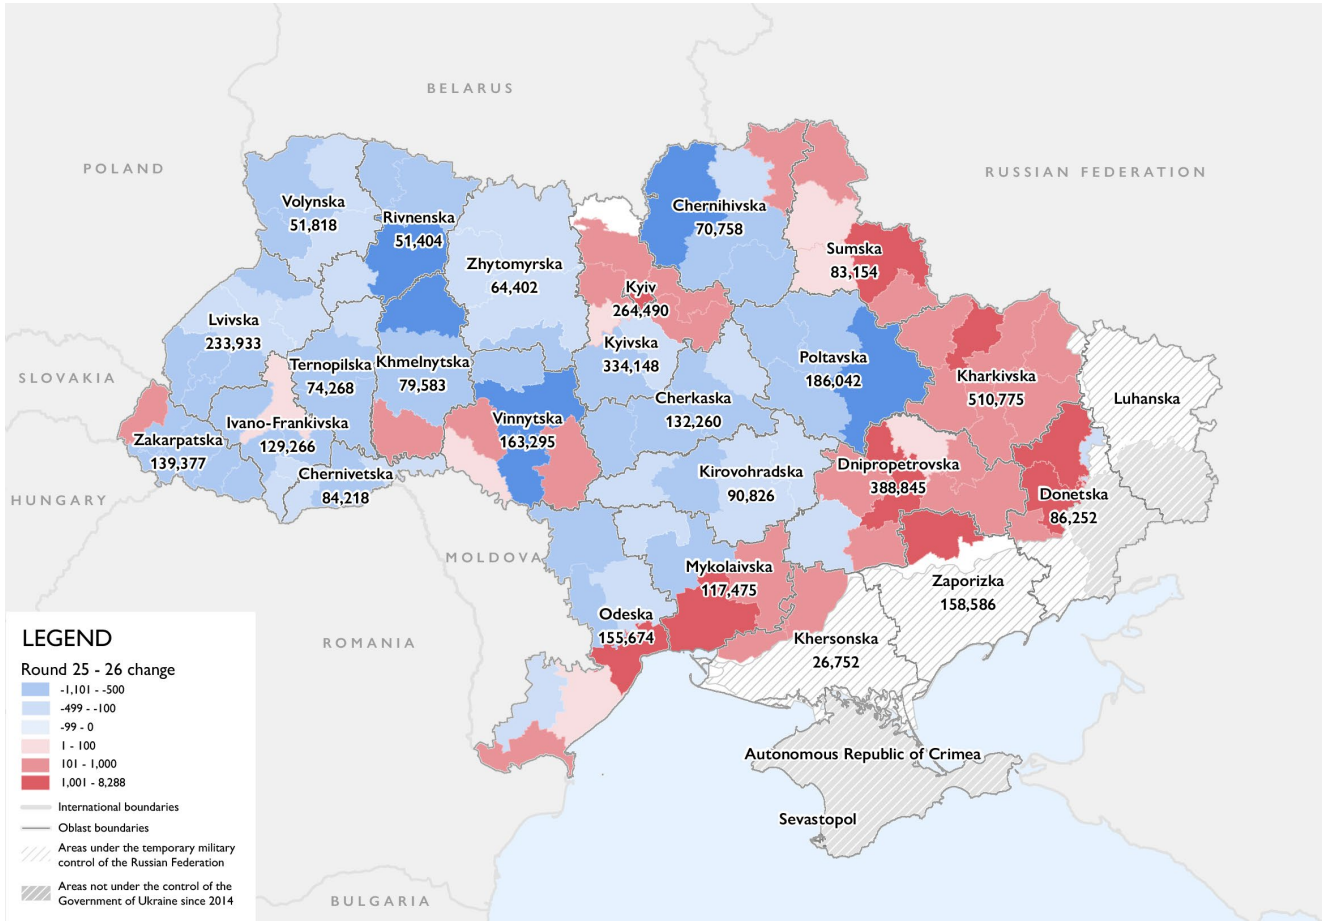 BELARUS
POLAND
RUSSIAN FEDERATION
Volynska
51,818
Rivnenska
51,404
Chernihivska
70,758
Sumska
83,154
Zhytomyrska
64,402
Kyiv
264,490
Lvivska
233,933
Kyivska
334,148
Poltavska
186,042
Ternopilska
74,268
Khmelnytska
79,583
SLOVAKIA
Kharkivska
510,775
Luhanska
Cherkaska
132,260
Vinnytska
163,295
Ivano-Frankivska
129,266
Zakarpatska
139,377
Chernivetska
84,218
Kirovohradska
90,826
Dnipropetrovska
388,845
Donetska
86,252
HUNGARY
MOLDOVA
Mykolaivska
117,475
Zaporizka
158,586
Odeska
155,674
Khersonska
26,752
ROMANIA
Autonomous Republic of Crimea
Sevastopol
BULGARIA
LEGEND
Round 25 - 26 change
-1,101 - -500
-499 - -100
-99 - 0
1 - 100
101 - 1,000
1,001 - 8,288
International boundaries
Oblast boundaries
Areas under the temporary military
control of the Russian Federation
Areas not under the control of the
Government of Ukraine since 2014